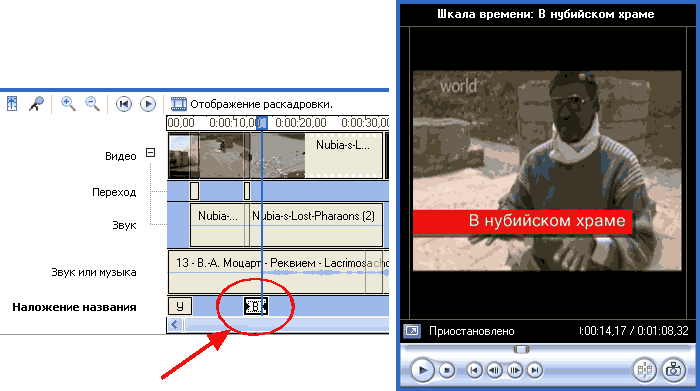 Шкала времени: В нубийском храме
world
В нубийском храме
Приостановлено
0:00:14,17 / 0:01:08,32
Отображение раскадровки.
00,00 0:00:10,00 0:00:20,00 0:00:30,00
Видео
Nubia-s-L...
Переход
Звук
Nubia-... Nubia-s-Lost-Pharaons (2)
Звук или музыка
13 - В.-А. Моцарт - Реквием - Lacrimosa
Наложение названия
У
В